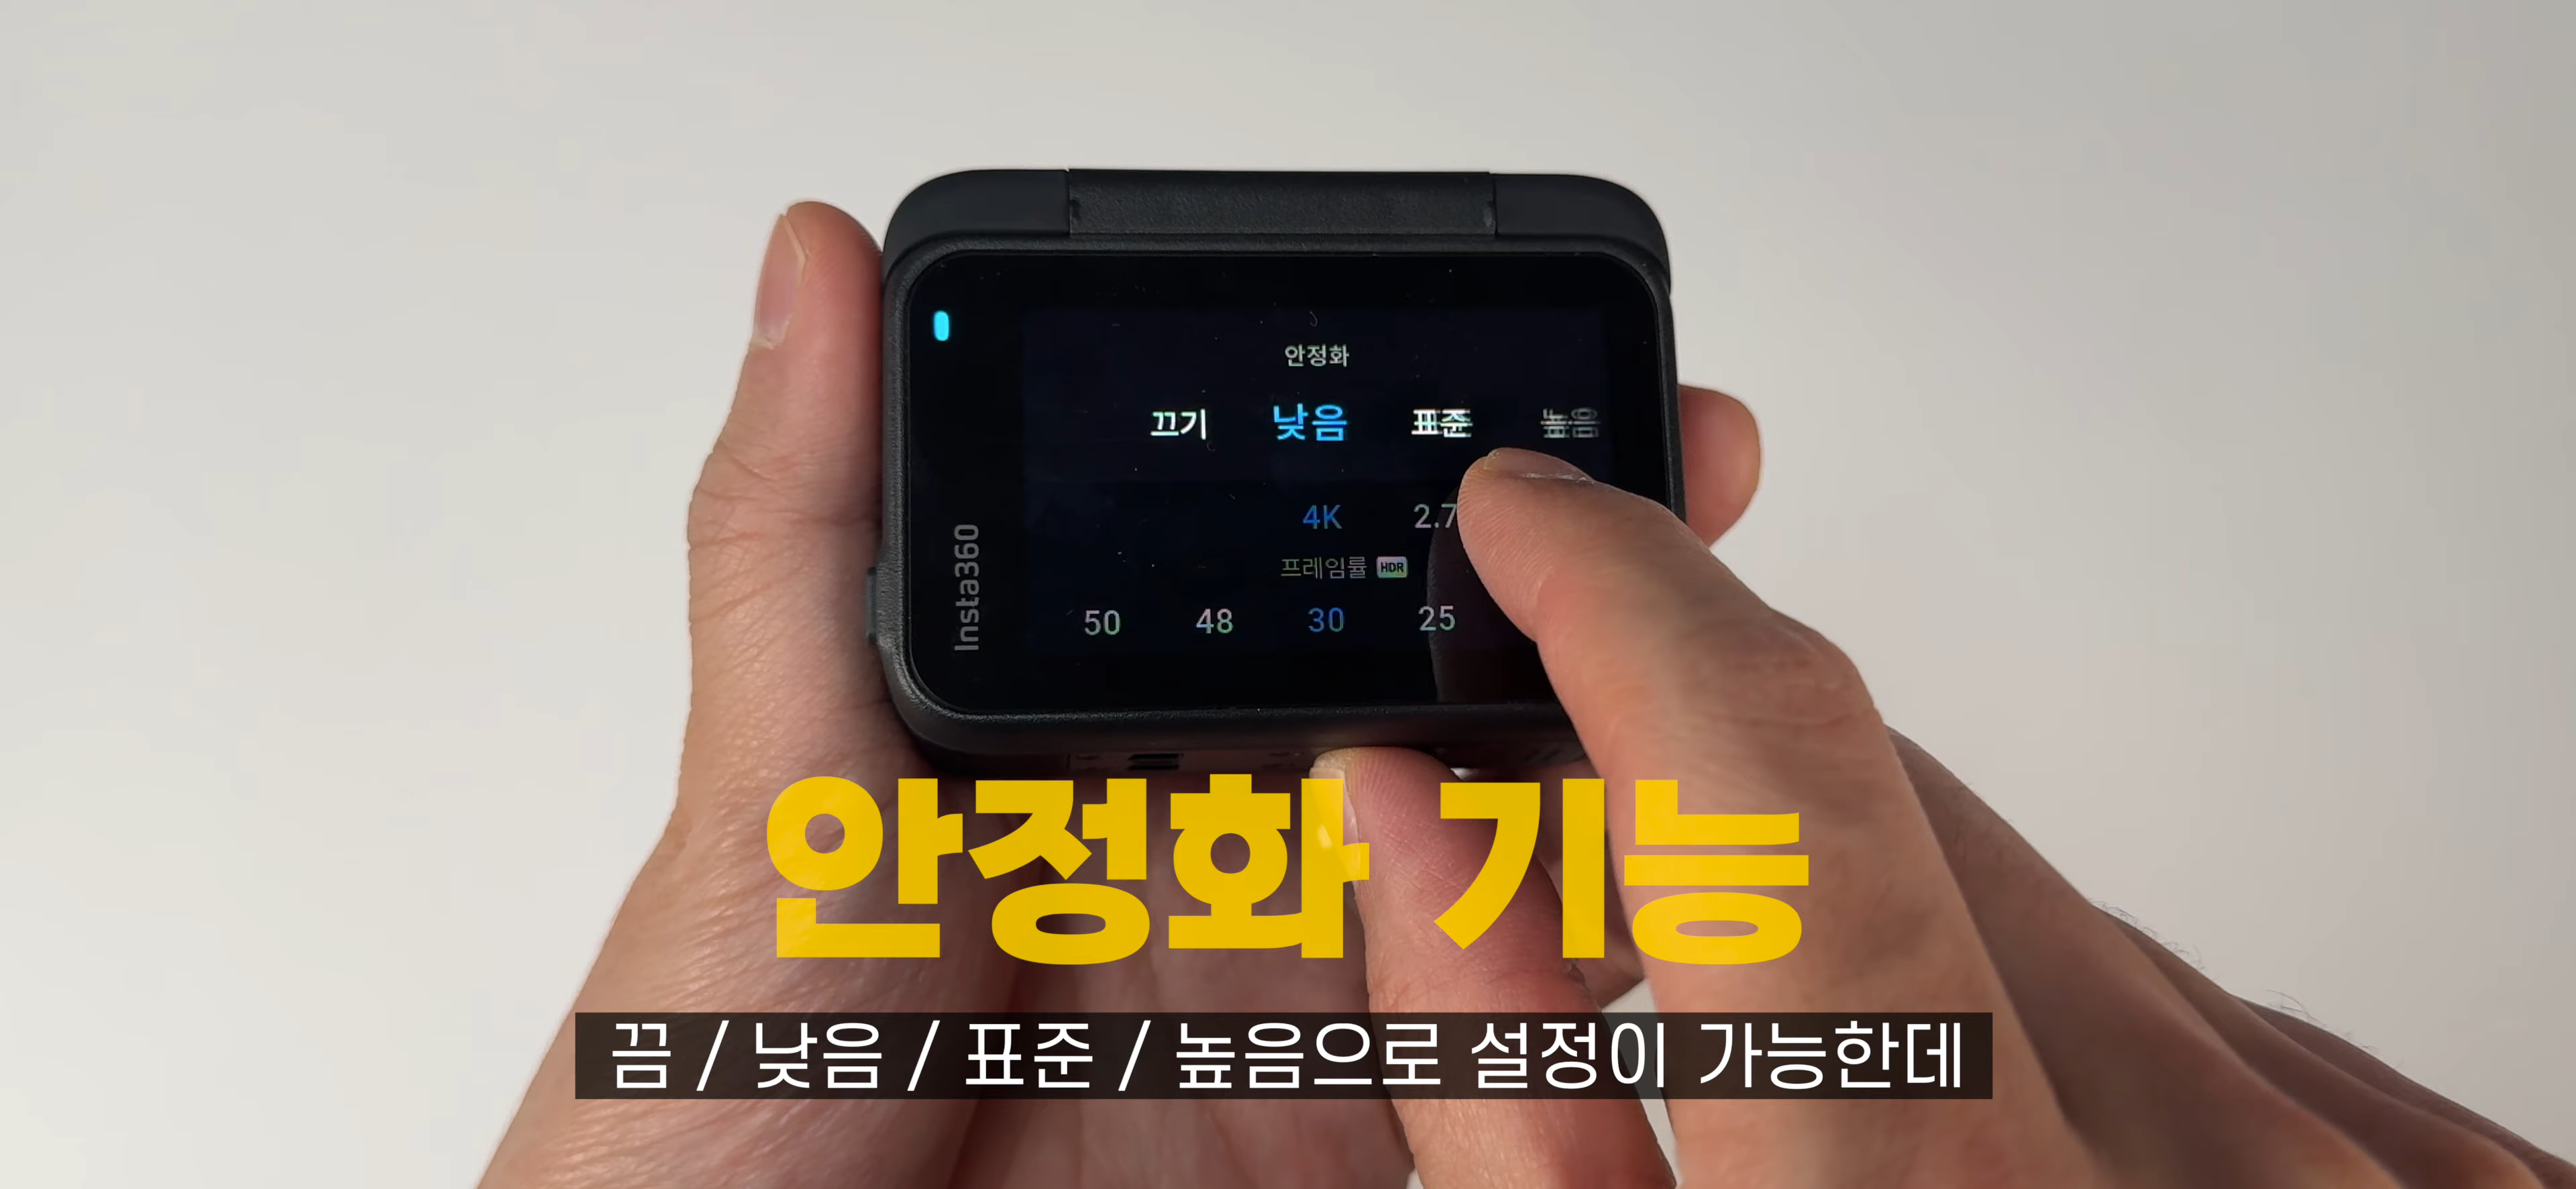 안정화
끄기 낮음 표준
4K 2.7
프레임률 HDR
50 48 30 25
Insta360
안정화 기능
끔 / 낮음 / 표준 / 높음으로 설정이 가능한데